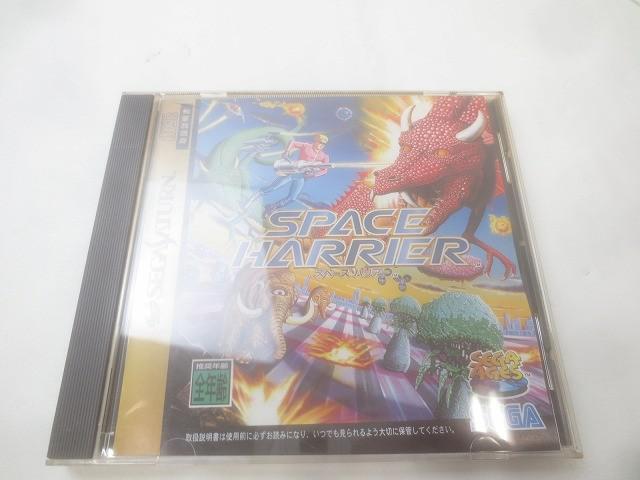 SEGA SATURN
SPACE
HARRIER
スペースハリアー
SEGA
AGES
TM
推奨年齢
全年齢
SEGA
取扱説明書は使用前に必ずお読みになり、いつでも見られるよう大切に保管してください。